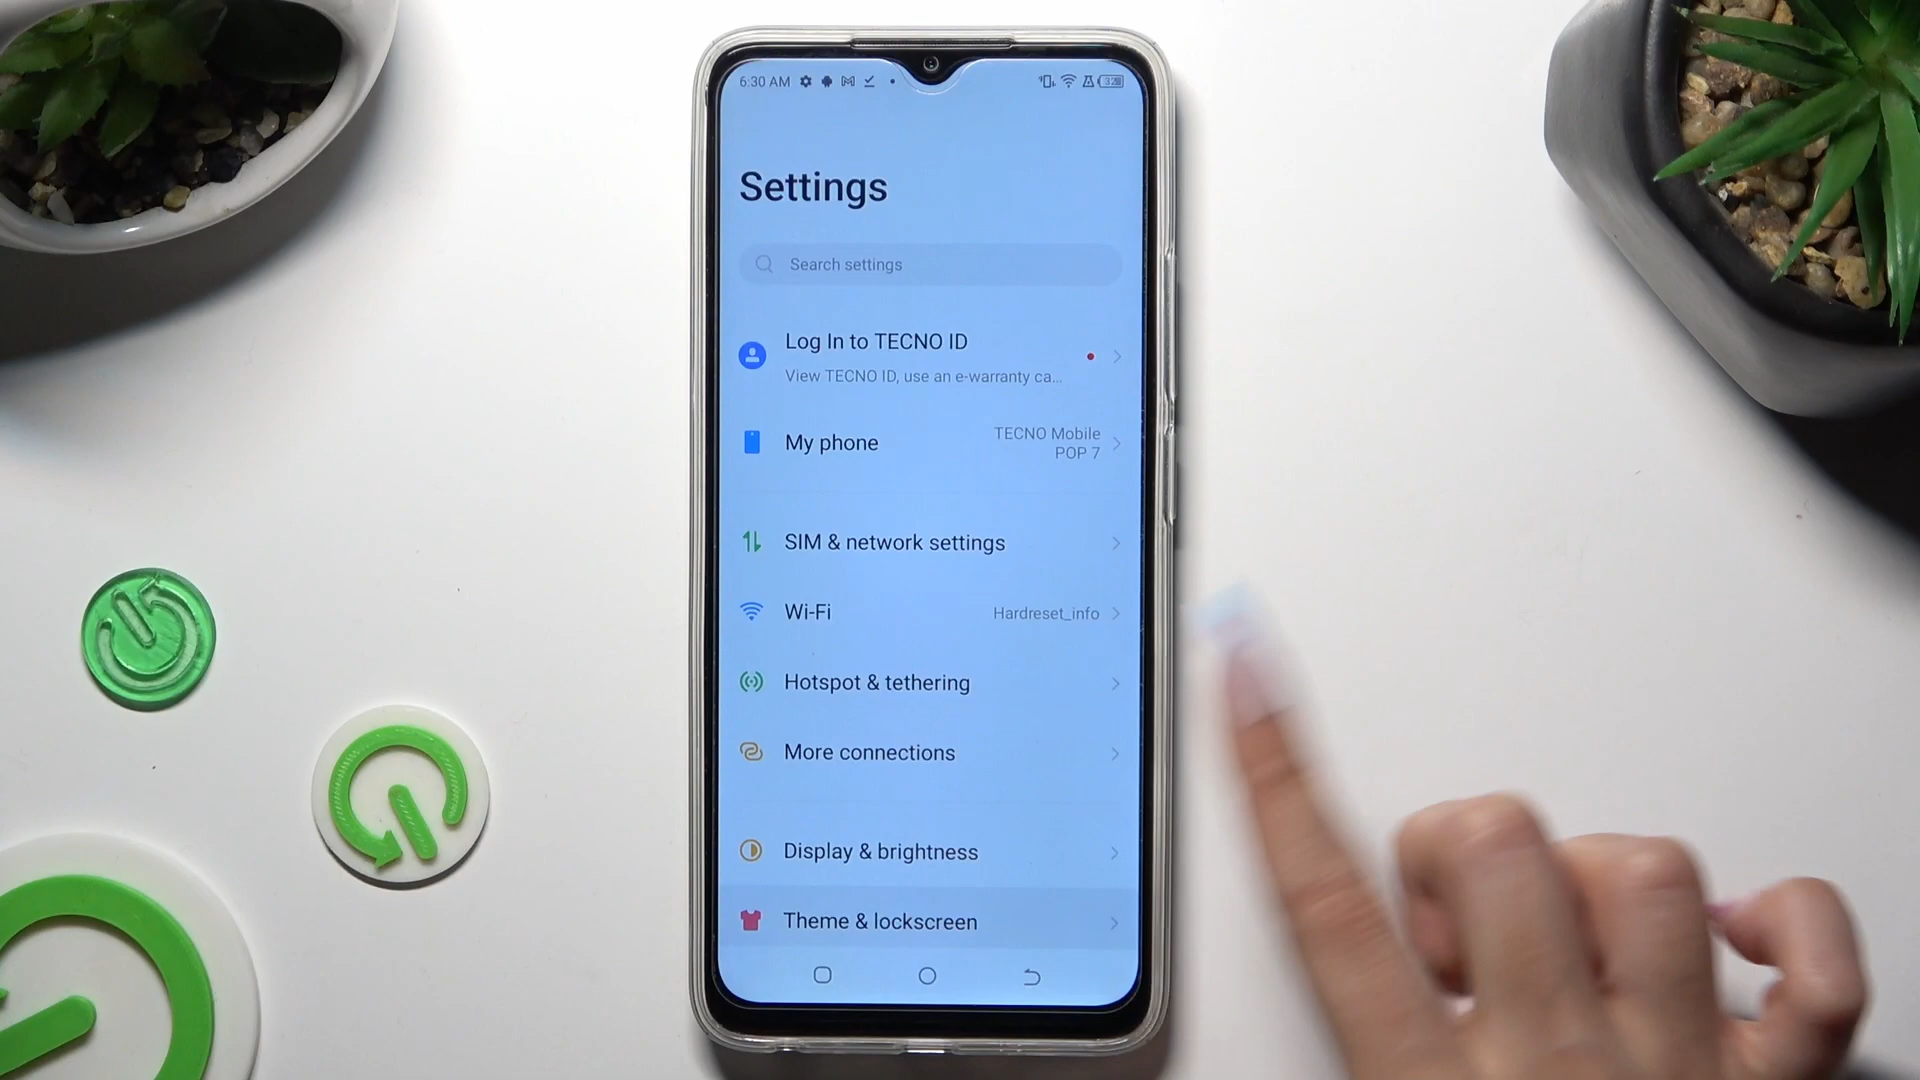 6:30 AM
Settings
Search settings
Log In to TECNO ID
View TECNO ID, use an e-warranty ca...
My phone
TECNO Mobile
POP 7
SIM & network settings
Wi-Fi
Hardreset_info
Hotspot & tethering
More connections
Display & brightness
Theme & lockscreen